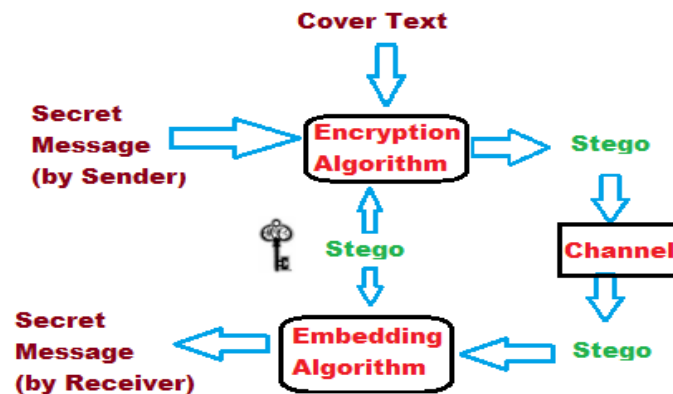 Cover Text
Secret
Message
(by Sender)
Encryption
Algorithm
Stego
Stego
Channel
Secret
Message
(by Receiver)
Embedding
Algorithm
Stego